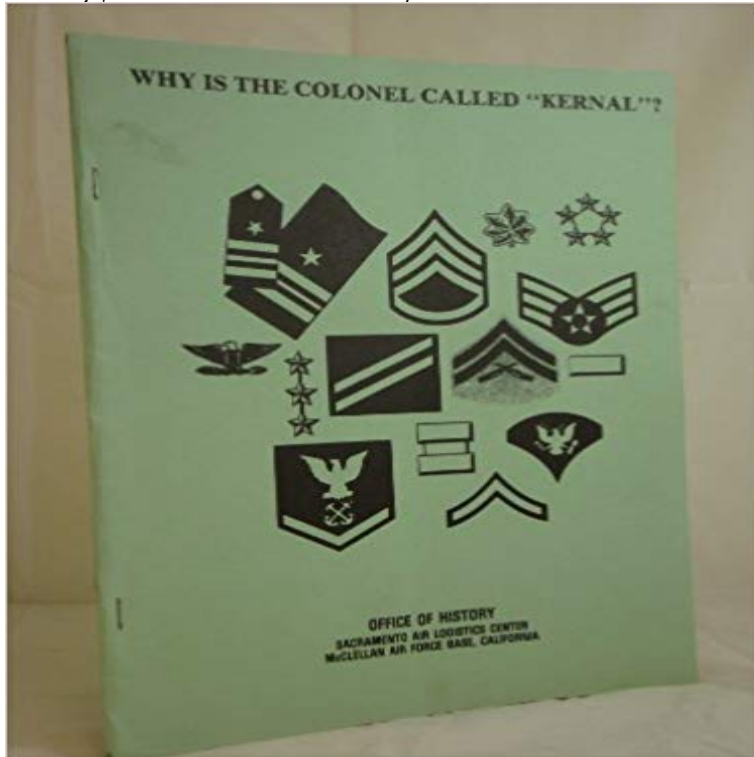 WHY IS THE COLONEL CALLED "KERNAL"?
OFFICE OF HISTORY
SACRAMENTO AIR LOGISTICS CENTER
McCLELLAN AIR FORCE BASE, CALIFORNIA